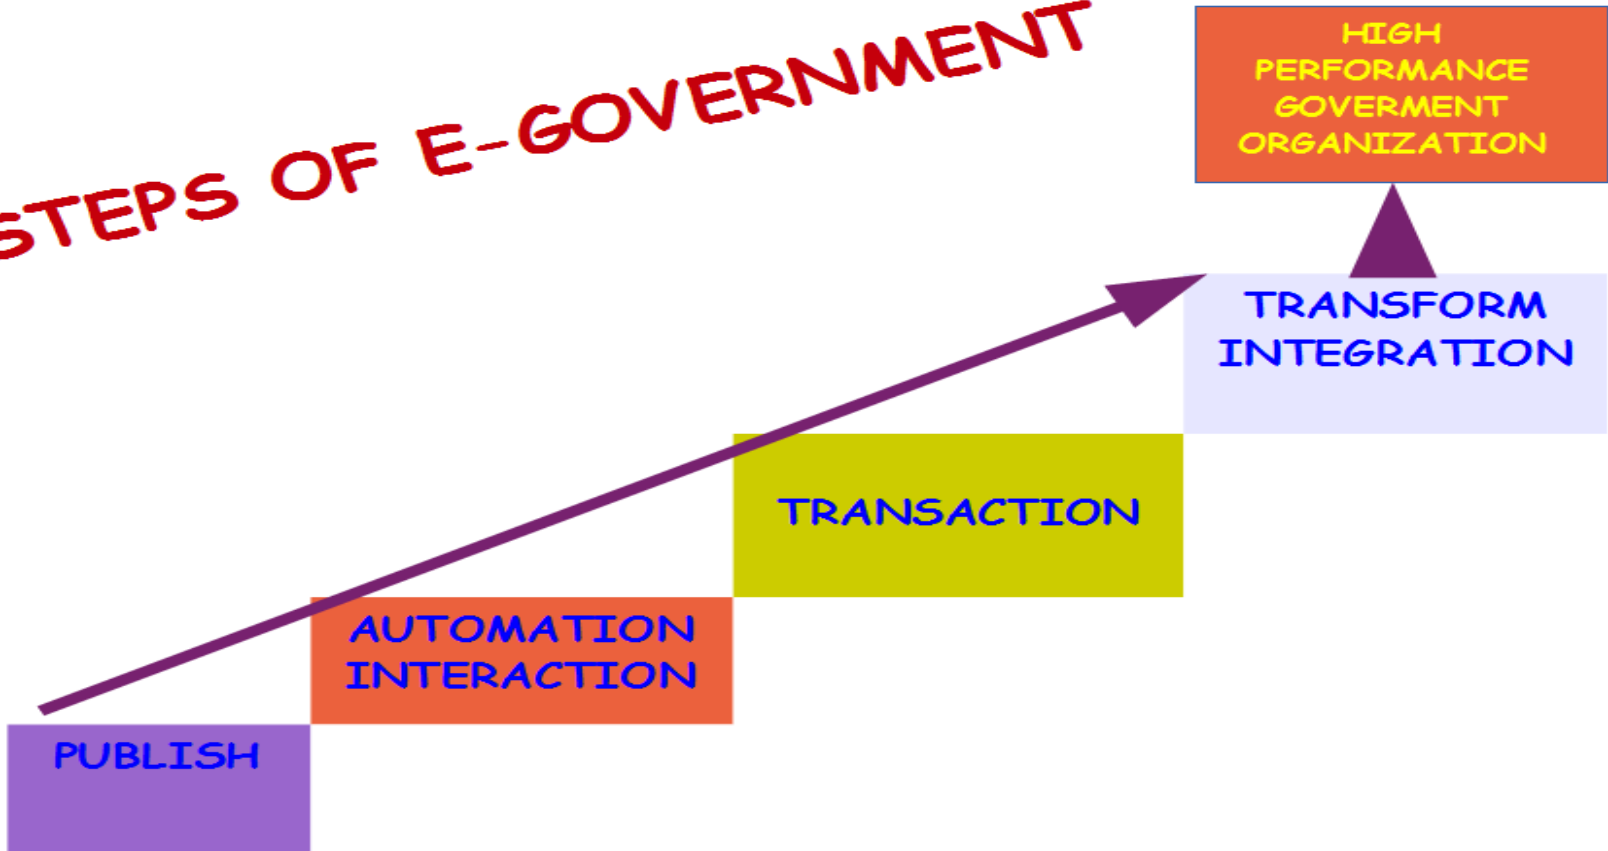 STEPS OF E-GOVERNMENT
HIGH
PERFORMANCE
GOVERMENT
ORGANIZATION
TRANSFORM
INTEGRATION
TRANSACTION
AUTOMATION
INTERACTION
PUBLISH